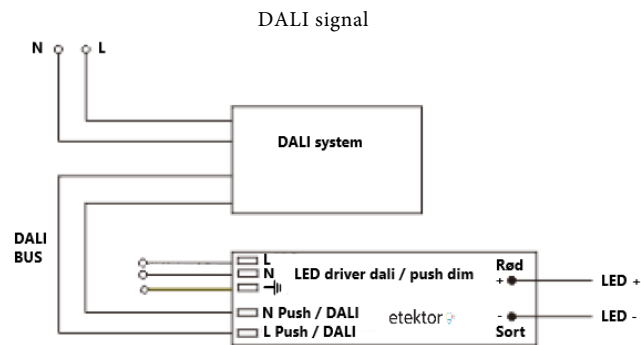 DALI signal
N L
DALI system
DALI
BUS
L
N
LED driver dali / push dim
Rød
+
LED +
N Push / DALI
etektor
-
LED -
L Push / DALI
Sort